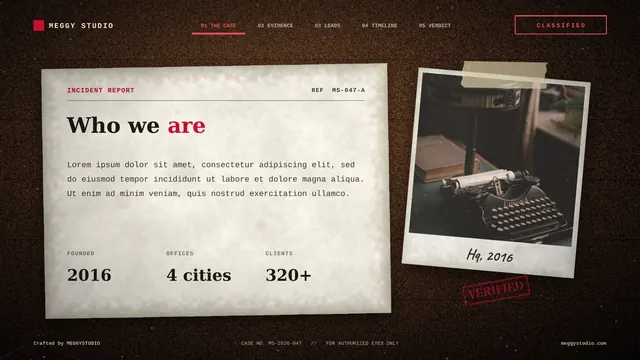 MEGGY STUDIO
01 THE CASE
02 EVIDENCE
03 LEADS
04 TIMELINE
05 VERDICT
CLASSIFIED
INCIDENT REPORT
REF MS-047-A
Who we are
Lorem ipsum dolor sit amet, consectetur adipiscing elit, sed
do eiusmod tempor incididunt ut labore et dolore magna aliqua.
Ut enim ad minim veniam, quis nostrud exercitation ullamco.
FOUNDED
2016
OFFICES
4 cities
CLIENTS
320+
Hq, 2016
VERIFIED
Crafted by MEGGYSTUDIO
CASE NO. MS-2026-047 // FOR AUTHORIZED EYES ONLY
meggystudio.com